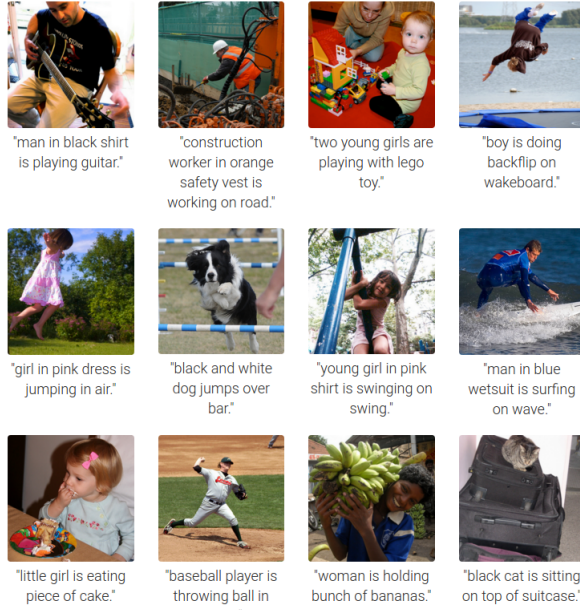 "man in black shirt
is playing guitar."
"construction
worker in orange
safety vest is
working on road."
"two young girls are
playing with lego
toy."
"boy is doing
backflip on
wakeboard."
"girl in pink dress is
jumping in air."
"black and white
dog jumps over
bar."
"young girl in pink
shirt is swinging on
swing."
"man in blue
wetsuit is surfing
on wave."
"little girl is eating
piece of cake."
"baseball player is
throwing ball in
"woman is holding
bunch of bananas."
"black cat is sitting
on top of suitcase."